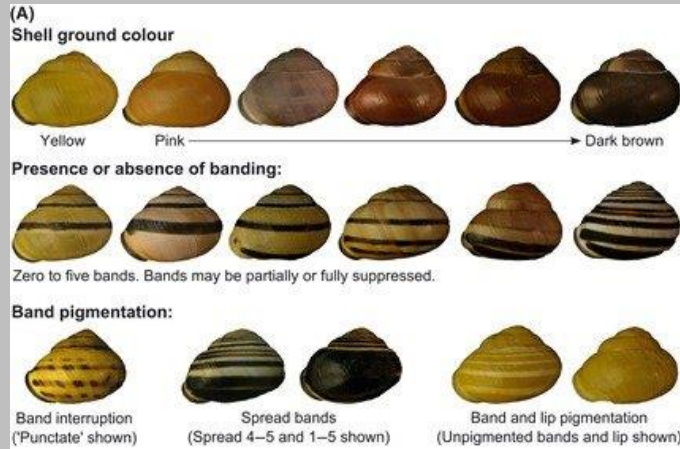 (A)
Shell ground colour
Yellow Pink Dark brown
Presence or absence of banding:
Zero to five bands. Bands may be partially or fully suppressed.
Band pigmentation:
Band interruption
('Punctate' shown)
Spread bands
(Spread 4–5 and 1–5 shown)
Band and lip pigmentation
(Unpigmented bands and lip shown)